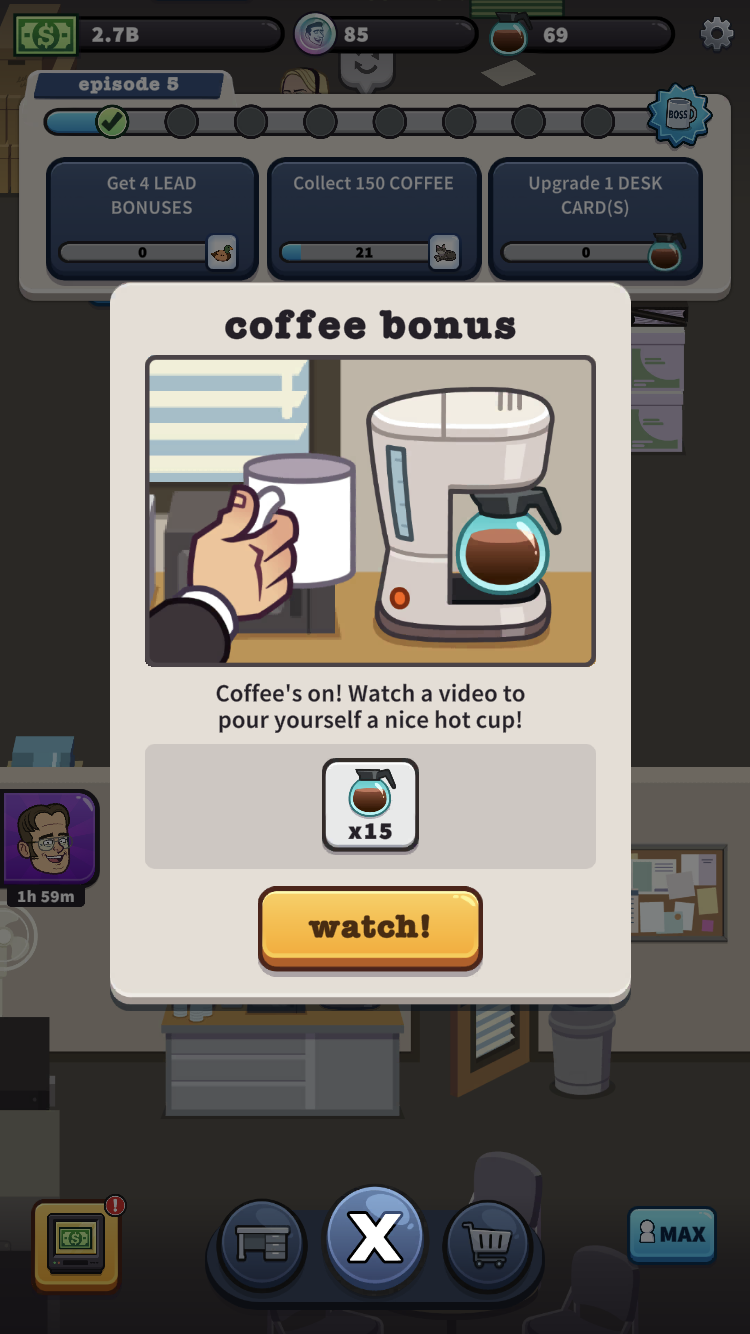 2.7B
85
69
episode 5
BOSS
Get 4 LEAD
BONUSES
0
Collect 150 COFFEE
21
Upgrade 1 DESK
CARD(S)
0
coffee bonus
Coffee's on! Watch a video to
pour yourself a nice hot cup!
x15
watch!
1h 59m
!
X
MAX